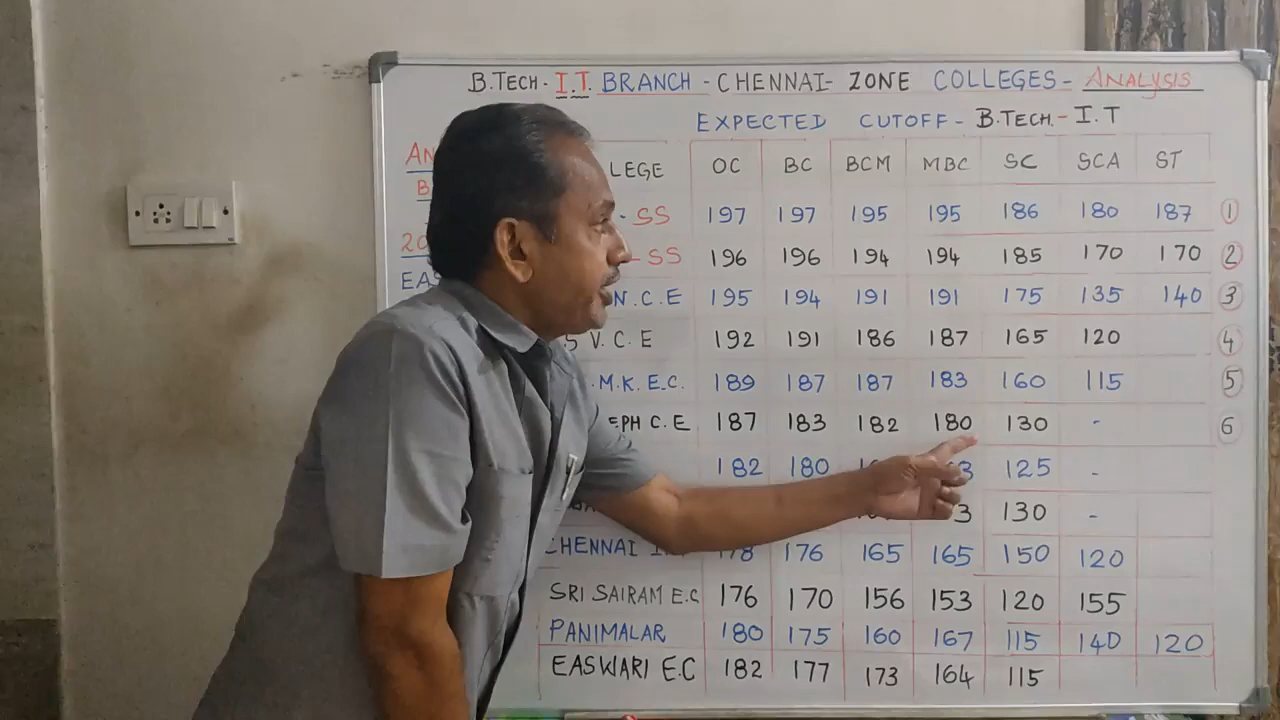 B.TECH - I.T. BRANCH - CHENNAI - ZONE COLLEGES - ANALYSIS
EXPECTED CUTOFF - B.TECH. - I.T
AN LEGE OC BC BCM MBC SC SCA ST
B
- SS 197 197 195 195 186 180 187 1
20 - SS 196 196 194 194 185 170 170 2
EAS N.C.E 195 194 191 191 175 135 140 3
S V.C.E 192 191 186 187 165 120 4
.M.K.E.C. 189 187 187 183 160 115 5
EPH C.E 187 183 182 180 130 - 6
182 180 3 125 -
3 130 -
CHENNAI 178 176 165 165 150 120
SRI SAIRAM E.C 176 170 156 153 120 155
PANIMALAR 180 175 160 167 115 140 120
EASWARI E.C 182 177 173 164 115